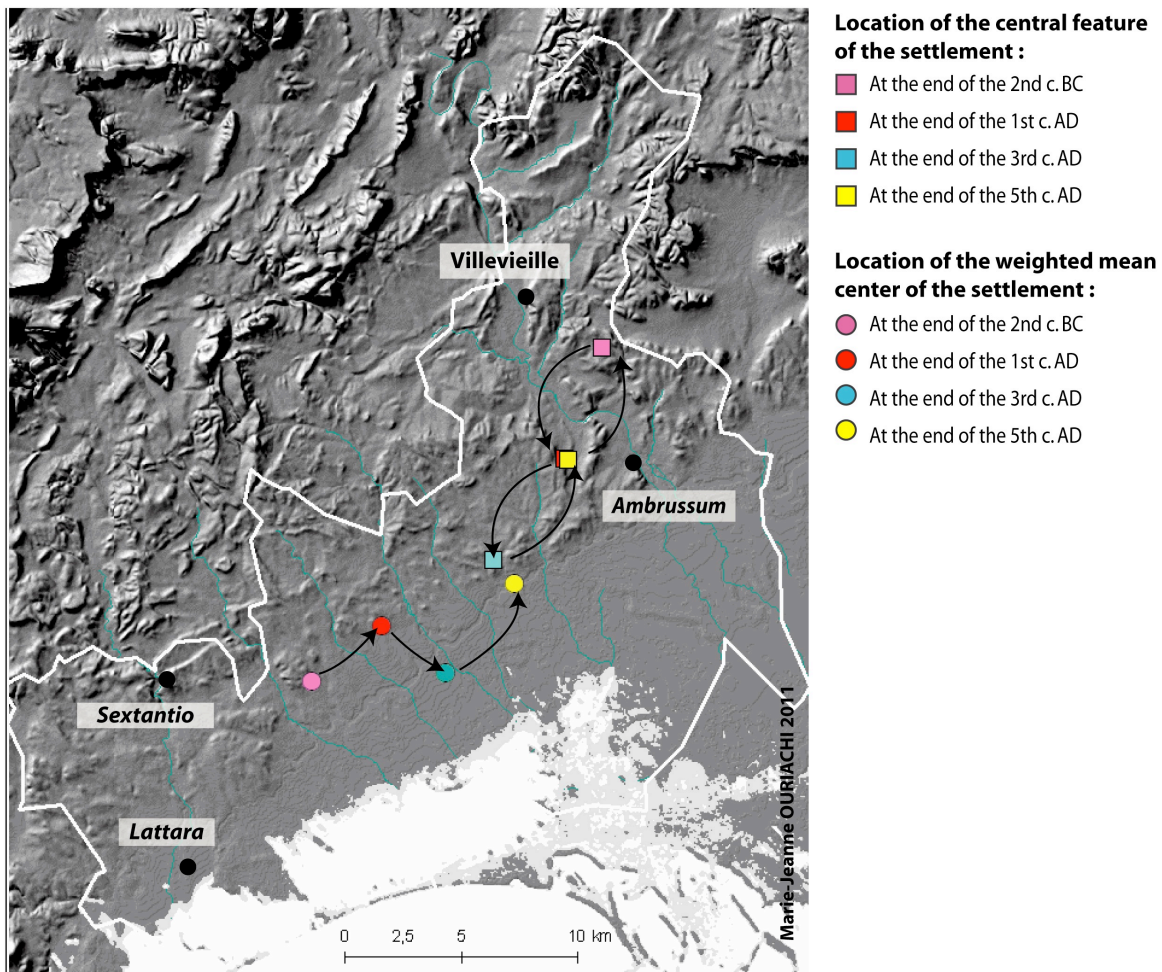 Location of the central feature
of the settlement :
At the end of the 2nd c. BC
At the end of the 1st c. AD
At the end of the 3rd c. AD
At the end of the 5th c. AD
Location of the weighted mean
center of the settlement :
At the end of the 2nd c. BC
At the end of the 1st c. AD
At the end of the 3rd c. AD
At the end of the 5th c. AD
Villevieille
Ambrussum
Sextantio
Lattara
0 2,5 5 10 km
Marie-Jeanne OURIACHI 2011